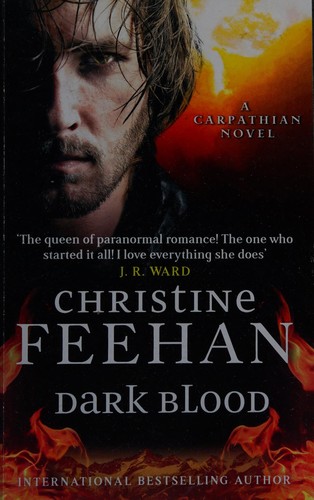 A
CARPATHIAN
NOVEL
'The queen of paranormal romance! The one who
started it all! I love everything she does'
J. R. WARD
CHRISTINE
FEEHAN
DARK BLOOD
INTERNATIONAL BESTSELLING AUTHOR